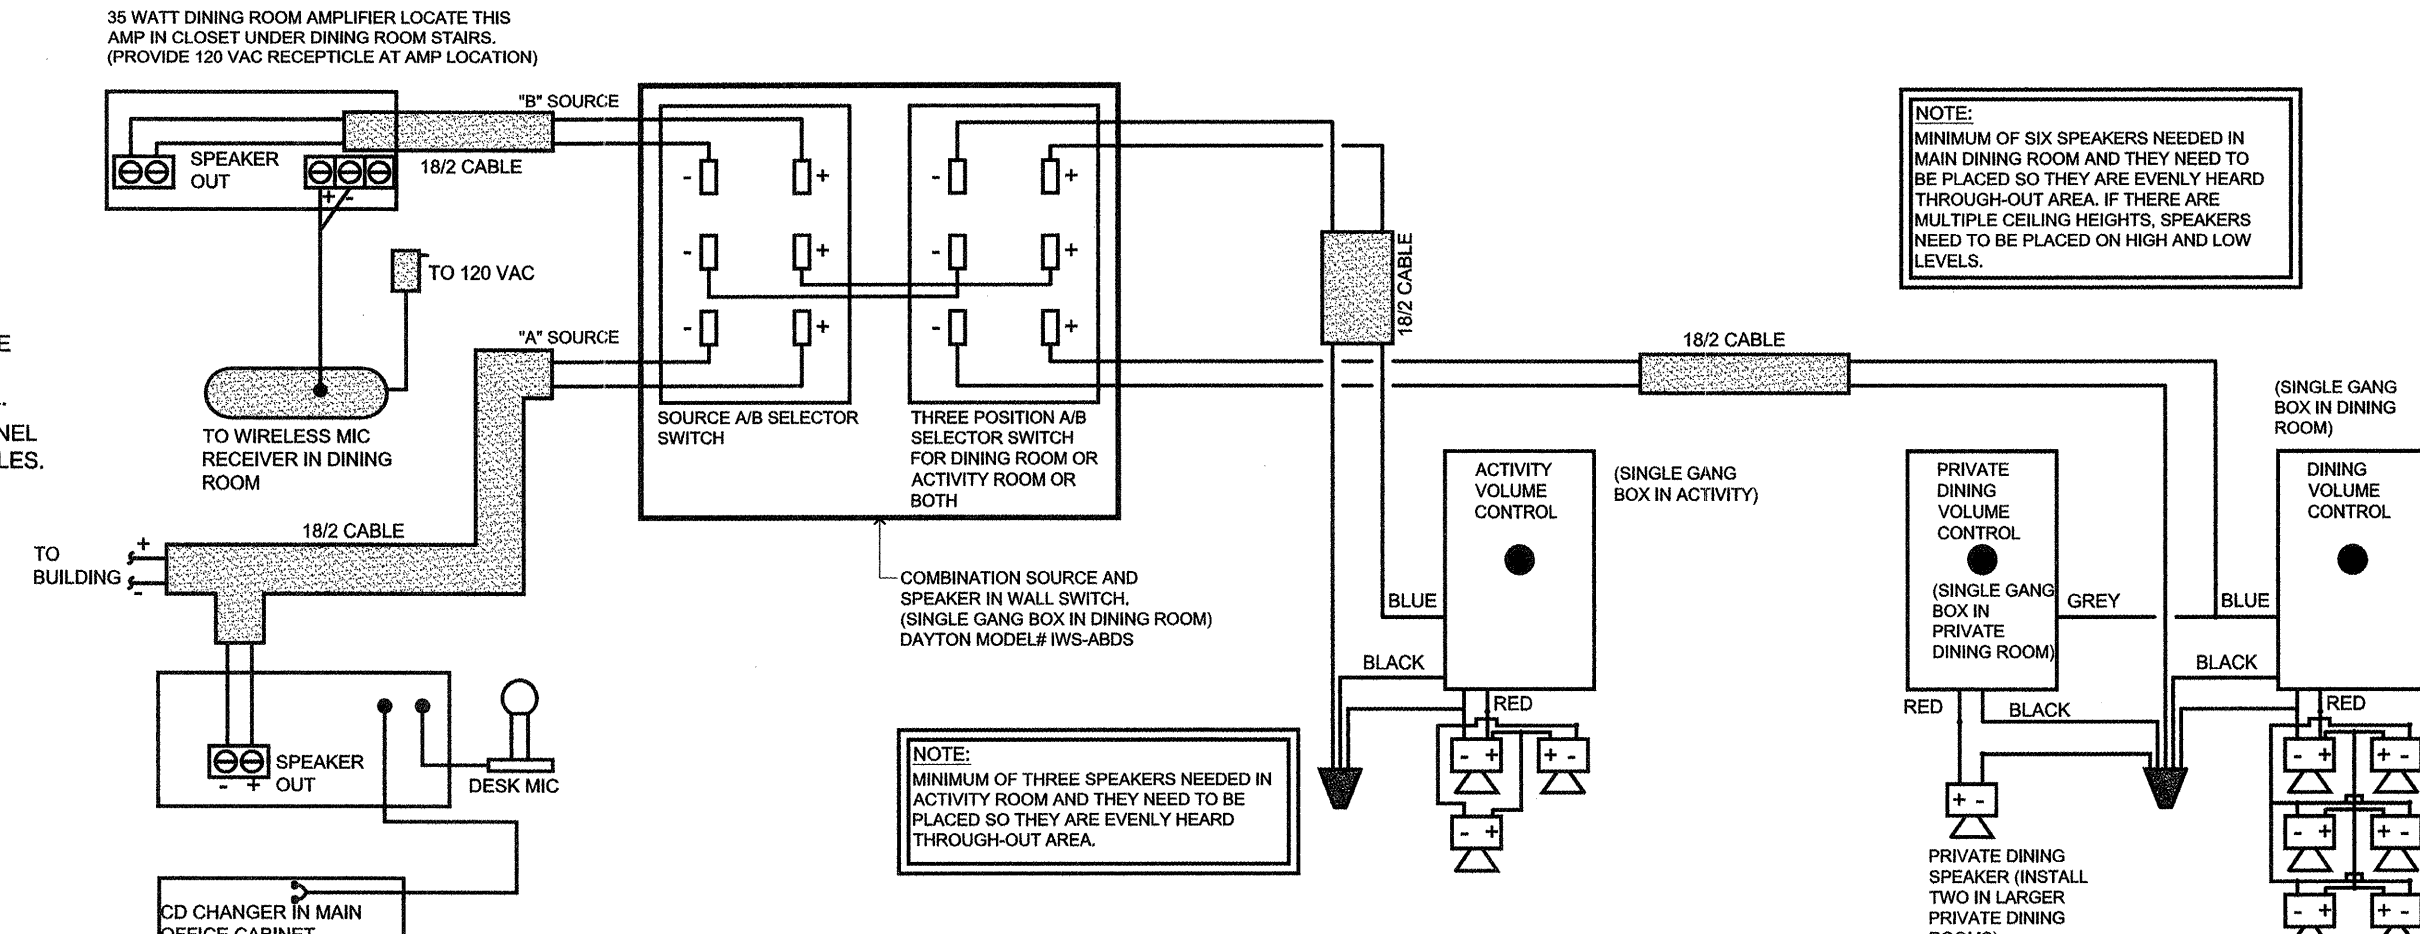 35 WATT DINING ROOM AMPLIFIER LOCATE THIS
AMP IN CLOSET UNDER DINING ROOM STAIRS.
(PROVIDE 120 VAC RECEPTICLE AT AMP LOCATION)
"B" SOURCE
SPEAKER
OUT
18/2 CABLE
+ -
TO 120 VAC
"A" SOURCE
TO WIRELESS MIC
RECEIVER IN DINING
ROOM
18/2 CABLE
TO
BUILDING
+
-
SPEAKER
OUT
- +
DESK MIC
CD CHANGER IN MAIN
OFFICE CABINET
- + - +
- + - +
- + - +
SOURCE A/B SELECTOR
SWITCH
THREE POSITION A/B
SELECTOR SWITCH
FOR DINING ROOM OR
ACTIVITY ROOM OR
BOTH
COMBINATION SOURCE AND
SPEAKER IN WALL SWITCH.
(SINGLE GANG BOX IN DINING ROOM)
DAYTON MODEL# IWS-ABDS
NOTE:
MINIMUM OF THREE SPEAKERS NEEDED IN
ACTIVITY ROOM AND THEY NEED TO BE
PLACED SO THEY ARE EVENLY HEARD
THROUGH-OUT AREA.
18/2 CABLE
18/2 CABLE
NOTE:
MINIMUM OF SIX SPEAKERS NEEDED IN
MAIN DINING ROOM AND THEY NEED TO
BE PLACED SO THEY ARE EVENLY HEARD
THROUGH-OUT AREA. IF THERE ARE
MULTIPLE CEILING HEIGHTS, SPEAKERS
NEED TO BE PLACED ON HIGH AND LOW
LEVELS.
ACTIVITY
VOLUME
CONTROL
(SINGLE GANG
BOX IN ACTIVITY)
BLUE
BLACK
RED
- + + -
- +
PRIVATE
DINING
VOLUME
CONTROL
(SINGLE GANG
BOX IN
PRIVATE
DINING ROOM)
GREY
RED
BLACK
+ -
PRIVATE DINING
SPEAKER (INSTALL
TWO IN LARGER
PRIVATE DINING
(SINGLE GANG
BOX IN DINING
ROOM)
DINING
VOLUME
CONTROL
BLUE
BLACK
RED
- + + -
- + + -
- + + -
E
.
NEL
LES.